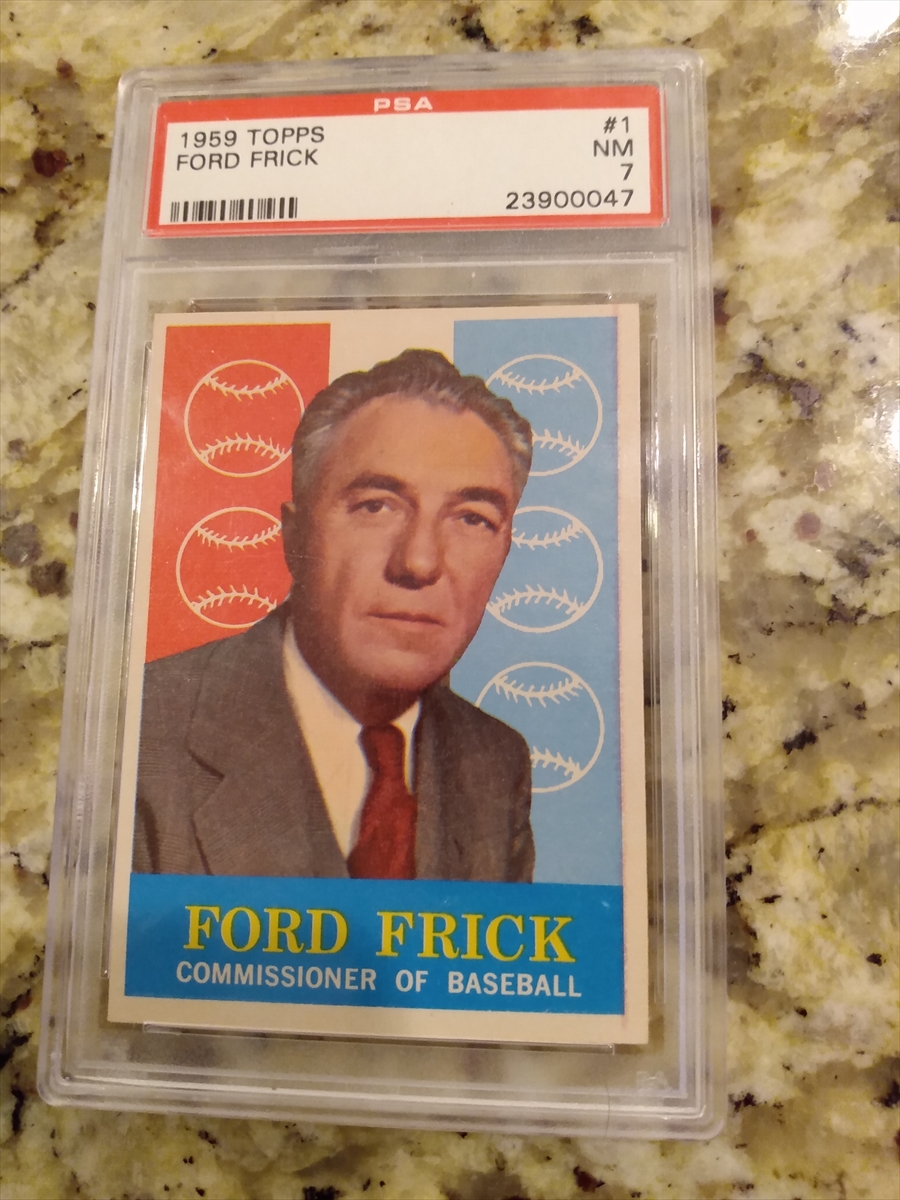 PSA
1959 TOPPS #1
FORD FRICK NM
7
23900047
FORD FRICK
COMMISSIONER OF BASEBALL